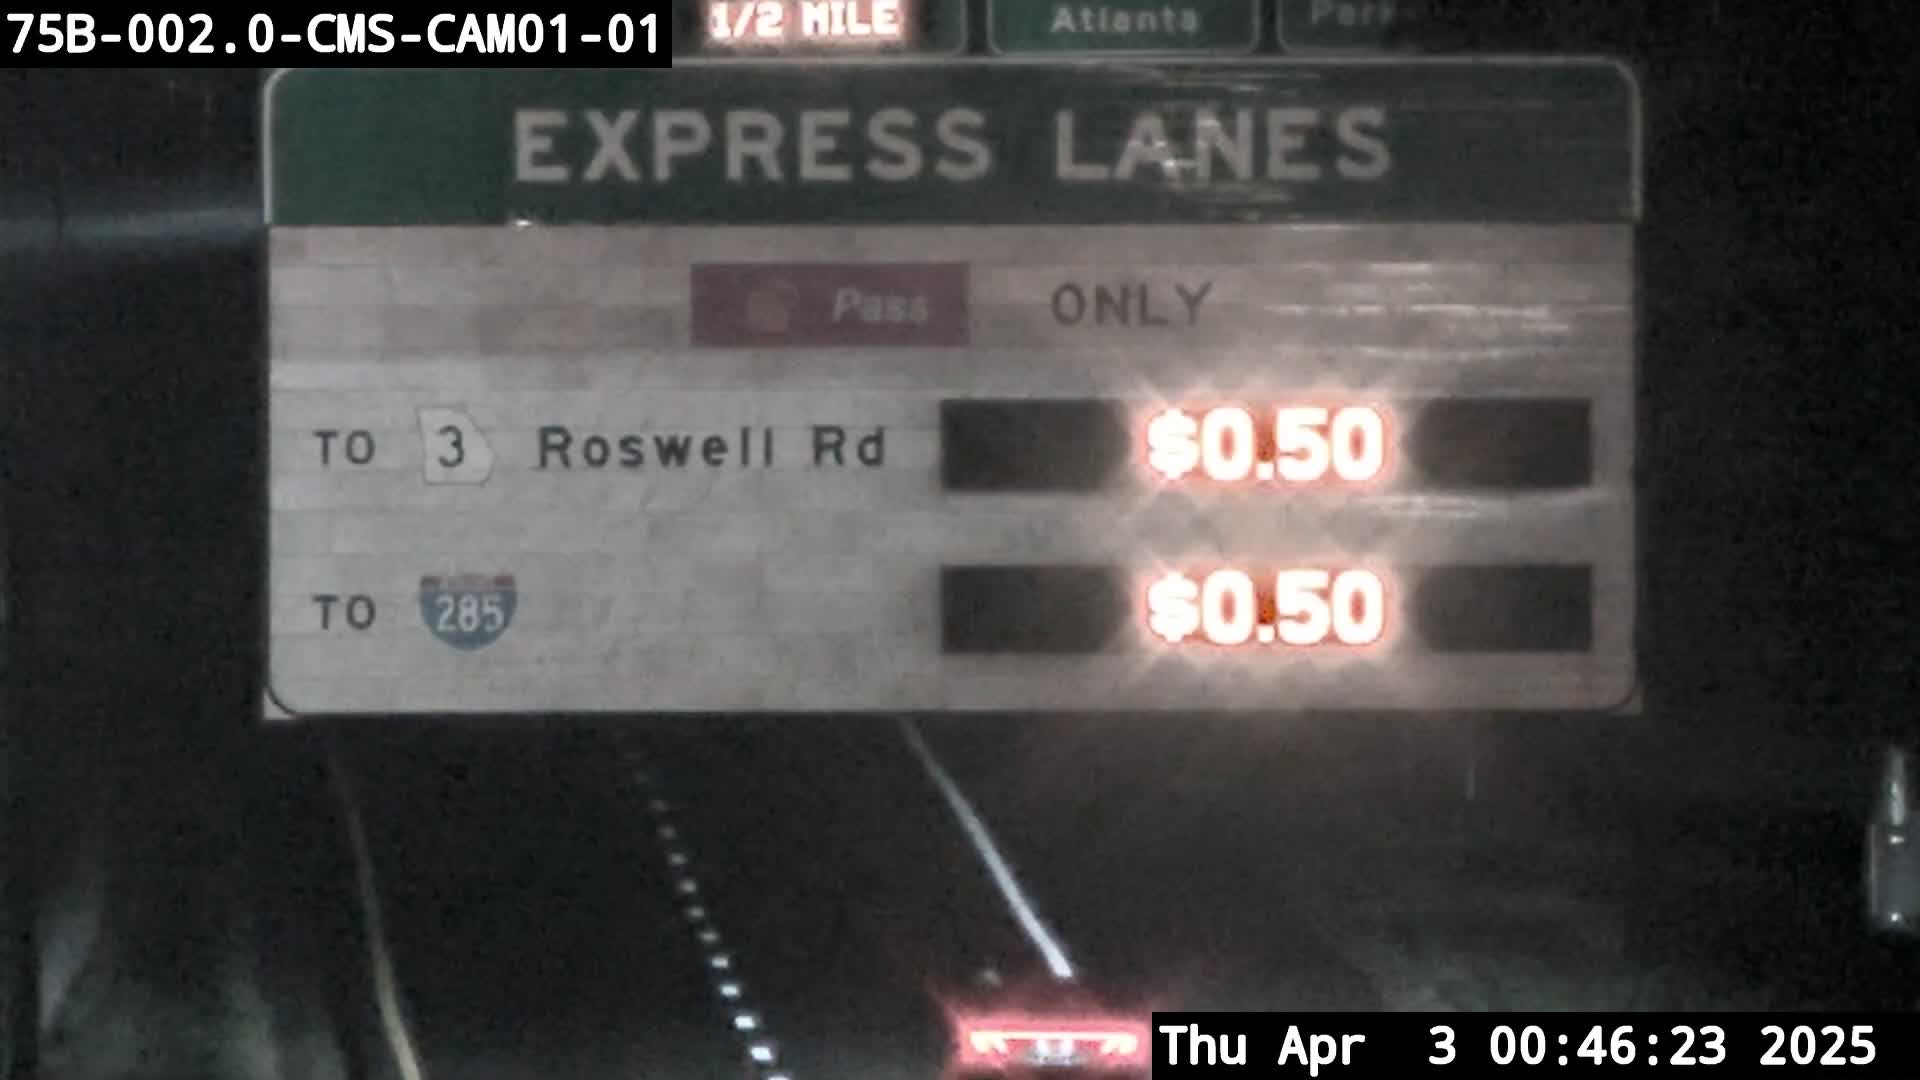 75B-002.0-CMS-CAM01-01
1/2 MILE
Atlanta
Park
EXPRESS LANES
Pass ONLY
TO 3 Roswell Rd $0.50
TO 285 $0.50
Thu Apr 3 00:46:23 2025